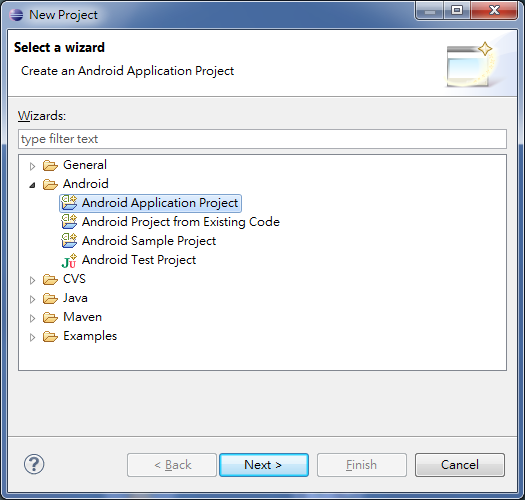 New Project
Select a wizard
Create an Android Application Project
Wizards:
type filter text
General
Android
Android Application Project
Android Project from Existing Code
Android Sample Project
Android Test Project
CVS
Java
Maven
Examples
< Back
Next >
Finish
Cancel